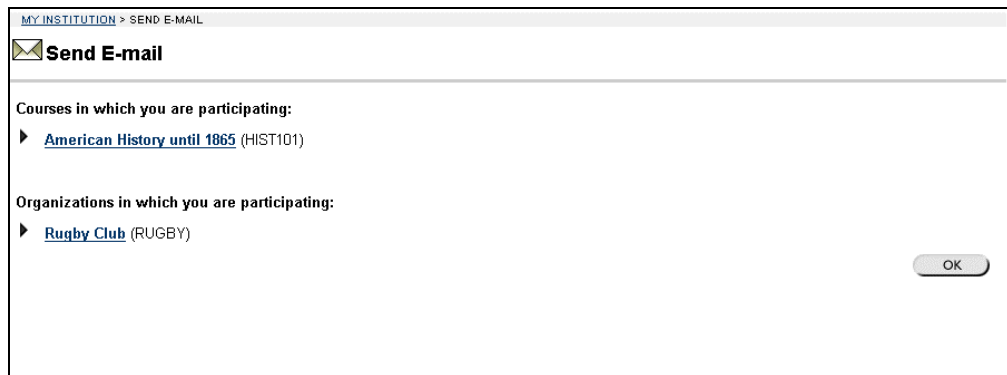 MY INSTITUTION > SEND E-MAIL
Send E-mail
Courses in which you are participating:
American History until 1865 (HIST101)
Organizations in which you are participating:
Rugby Club (RUGBY)
OK